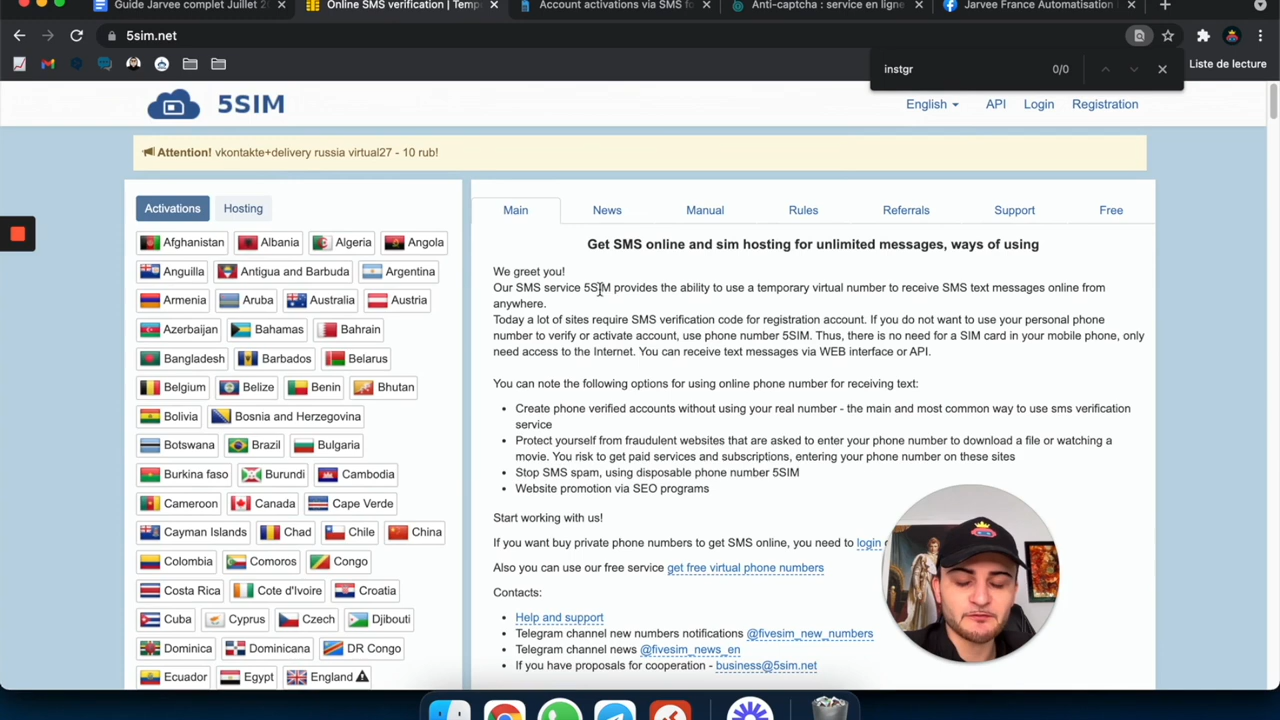 Guide Jarvee complet Juillet 20
Online SMS verification | Temp
Account activations via SMS fo
Anti-captcha : service en ligne
Jarvee France Automatisation I
5sim.net
instgr
0/0
Liste de lecture
5SIM
English
API
Login
Registration
Attention! vkontakte+delivery russia virtual27 - 10 rub!
Activations
Hosting
Afghanistan
Albania
Algeria
Angola
Anguilla
Antigua and Barbuda
Argentina
Armenia
Aruba
Australia
Austria
Azerbaijan
Bahamas
Bahrain
Bangladesh
Barbados
Belarus
Belgium
Belize
Benin
Bhutan
Bolivia
Bosnia and Herzegovina
Botswana
Brazil
Bulgaria
Burkina faso
Burundi
Cambodia
Cameroon
Canada
Cape Verde
Cayman Islands
Chad
Chile
China
Colombia
Comoros
Congo
Costa Rica
Cote d'Ivoire
Croatia
Cuba
Cyprus
Czech
Djibouti
Dominica
Dominicana
DR Congo
Ecuador
Egypt
England
Main
News
Manual
Rules
Referrals
Support
Free
Get SMS online and sim hosting for unlimited messages, ways of using
We greet you!
Our SMS service 5SIM provides the ability to use a temporary virtual number to receive SMS text messages online from
anywhere.
Today a lot of sites require SMS verification code for registration account. If you do not want to use your personal phone
number to verify or activate account, use phone number 5SIM. Thus, there is no need for a SIM card in your mobile phone, only
need access to the Internet. You can receive text messages via WEB interface or API.
You can note the following options for using online phone number for receiving text:
Create phone verified accounts without using your real number - the main and most common way to use sms verification
service
Protect yourself from fraudulent websites that are asked to enter your phone number to download a file or watching a
movie. You risk to get paid services and subscriptions, entering your phone number on these sites
Stop SMS spam, using disposable phone number 5SIM
Website promotion via SEO programs
Start working with us!
If you want buy private phone numbers to get SMS online, you need to login
Also you can use our free service get free virtual phone numbers
Contacts:
Help and support
Telegram channel new numbers notifications @fivesim_new_numbers
Telegram channel news @fivesim_news_en
If you have proposals for cooperation - business@5sim.net